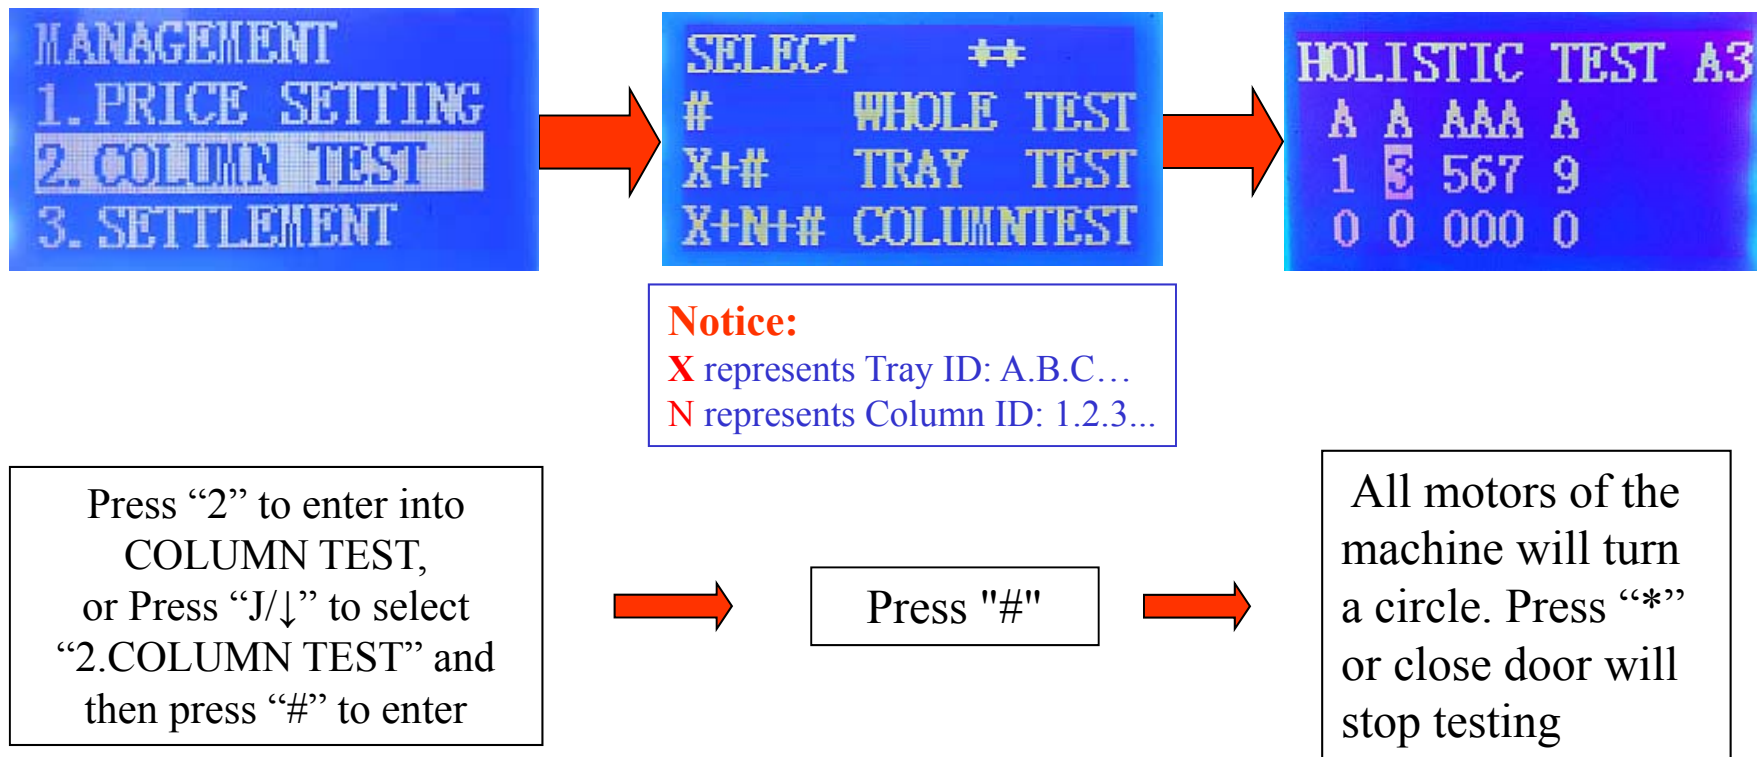 MANAGEMENT
1.PRICE SETTING
2.COLUMN TEST
3.SETTLEMENT
SELECT **
# WHOLE TEST
X+# TRAY TEST
X+N+# COLUMNTEST
HOLISTIC TEST A3
A A AAA A
1 3 567 9
0 0 000 0
Notice:
X represents Tray ID: A.B.C…
N represents Column ID: 1.2.3...
Press “2” to enter into
COLUMN TEST,
or Press “J/↓” to select
“2.COLUMN TEST” and
then press “#” to enter
Press "#"
All motors of the
machine will turn
a circle. Press “*”
or close door will
stop testing